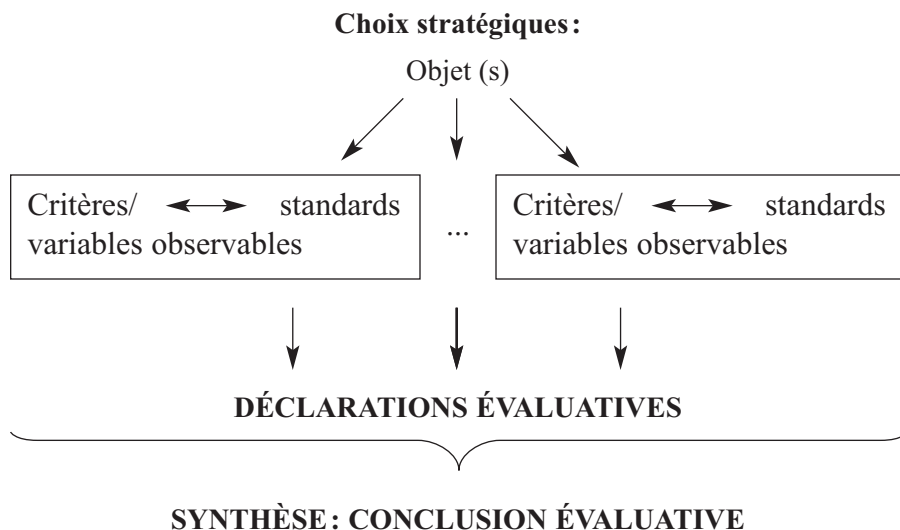 Choix stratégiques :
Objet (s)
Critères/ standards
variables observables
...
Critères/ standards
variables observables
DÉCLARATIONS ÉVALUATIVES
SYNTHÈSE : CONCLUSION ÉVALUATIVE